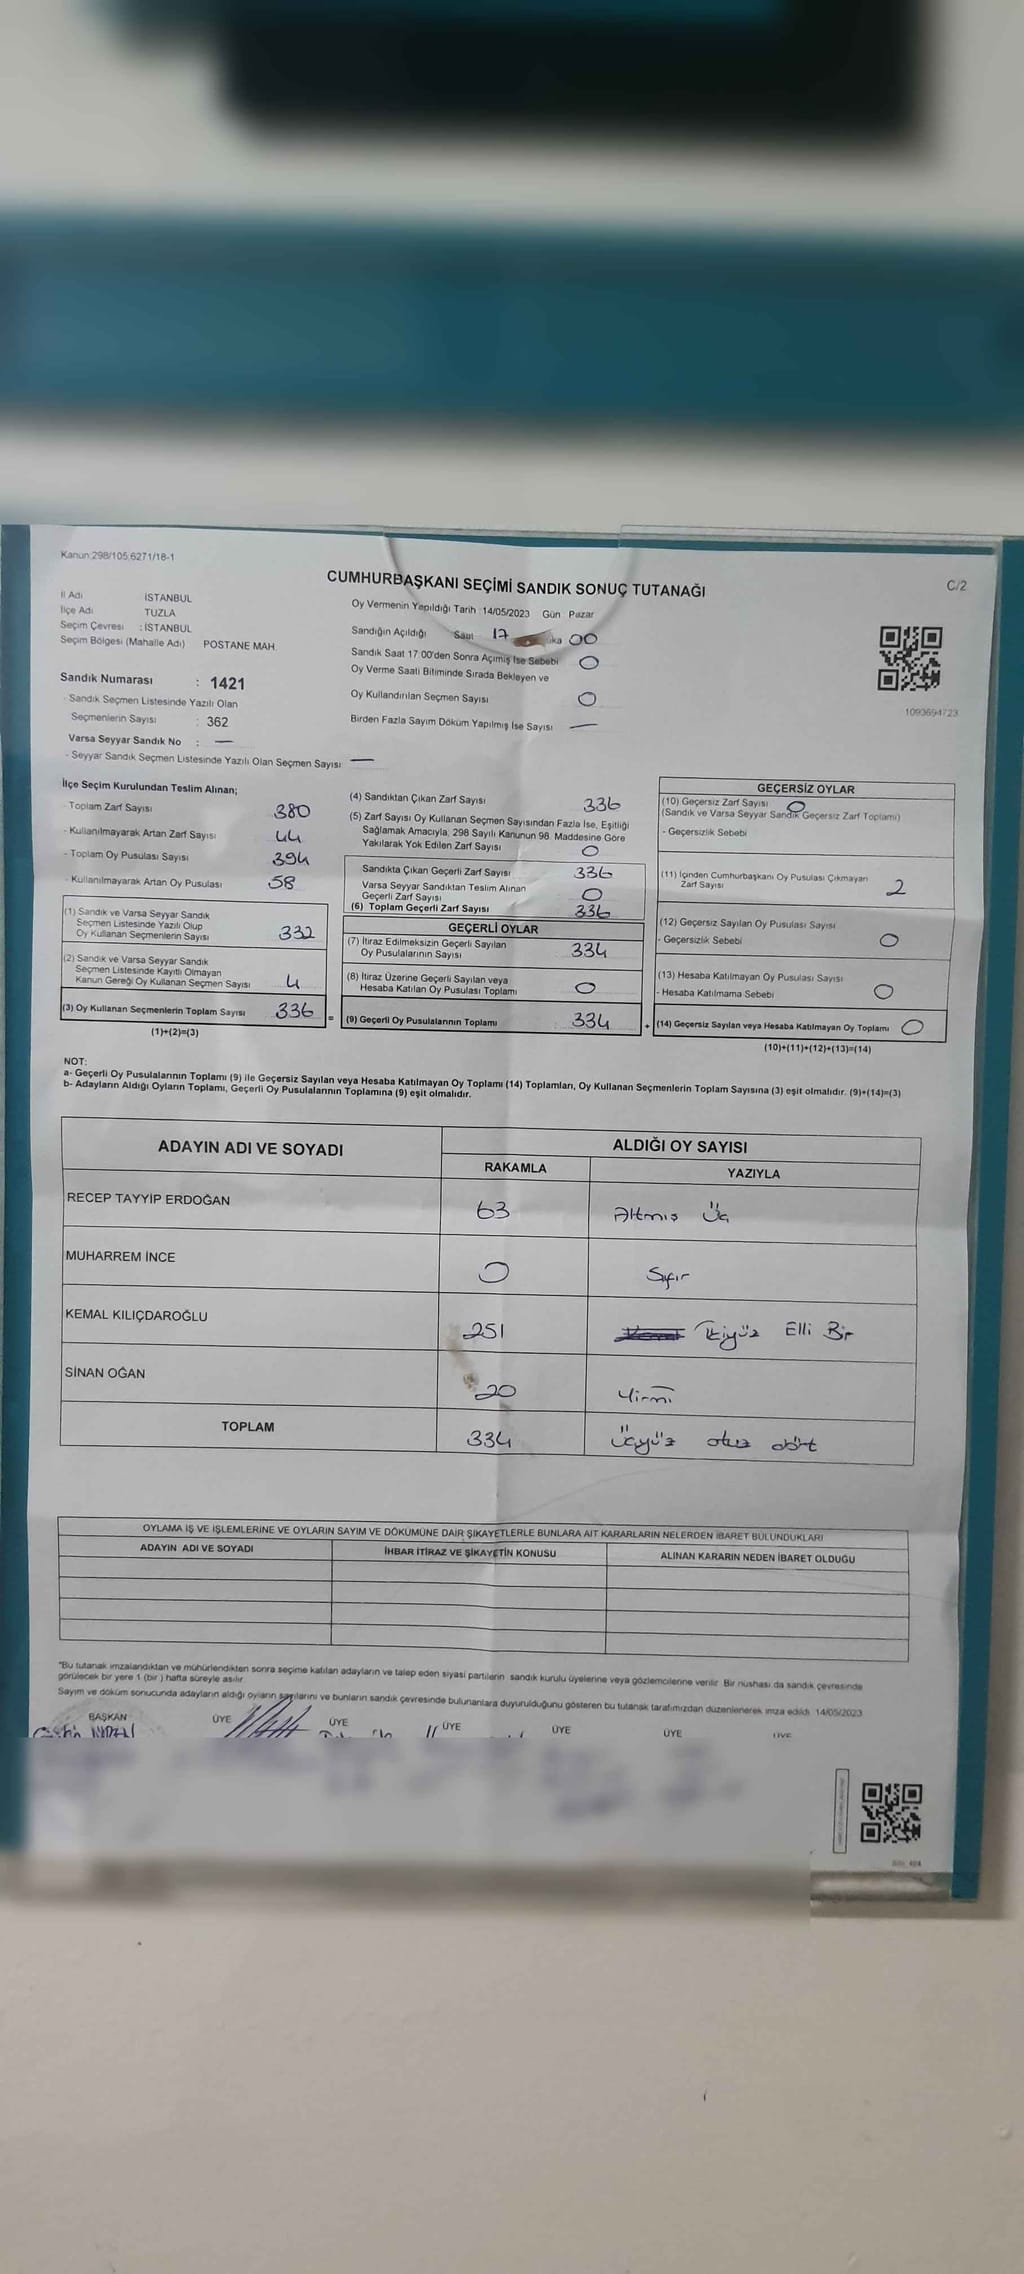 Kanun:298/105;6271/18-1
CUMHURBAŞKANI SEÇİMİ SANDIK SONUÇ TUTANAĞI
C/2
İl Adı İSTANBUL
İlçe Adı TUZLA
Seçim Çevresi : İSTANBUL
Seçim Bölgesi (Mahalle Adı) POSTANE MAH.
Sandık Numarası : 1421
- Sandık Seçmen Listesinde Yazılı Olan
Seçmenlerin Sayısı : 362
Varsa Seyyar Sandık No : —
- Seyyar Sandık Seçmen Listesinde Yazılı Olan Seçmen Sayısı —
Oy Vermenin Yapıldığı Tarih :14/05/2023 Gün Pazar
Sandığın Açıldığı Saat 17 00
Sandık Saat 17:00'den Sonra Açımış İse Sebebi 0
Oy Verme Saati Bitiminde Sırada Bekleyen ve
Oy Kullandırılan Seçmen Sayısı 0
Birden Fazla Sayım Döküm Yapılmış İse Sayısı —
1093694723
İlçe Seçim Kurulundan Teslim Alınan;
- Toplam Zarf Sayısı 380
- Kullanılmayarak Artan Zarf Sayısı 44
- Toplam Oy Pusulası Sayısı 394
- Kullanılmayarak Artan Oy Pusulası 58
(1) Sandık ve Varsa Seyyar Sandık
Seçmen Listesinde Yazılı Olup
Oy Kullanan Seçmenlerin Sayısı 332
(2) Sandık ve Varsa Seyyar Sandık
Seçmen Listesinde Kayıtlı Olmayan
Kanun Gereği Oy Kullanan Seçmen Sayısı 4
(3) Oy Kullanan Seçmenlerin Toplam Sayısı 336
(1)+(2)=(3)
(4) Sandıktan Çıkan Zarf Sayısı 336
(5) Zarf Sayısı Oy Kullanan Seçmen Sayısından Fazla İse, Eşitliği
Sağlamak Amacıyla, 298 Sayılı Kanunun 98. Maddesine Göre
Yakılarak Yok Edilen Zarf Sayısı 0
Sandıkta Çıkan Geçerli Zarf Sayısı 336
Varsa Seyyar Sandıktan Teslim Alınan
Geçerli Zarf Sayısı 0
(6) Toplam Geçerli Zarf Sayısı 336
GEÇERLİ OYLAR
(7) İtiraz Edilmeksizin Geçerli Sayılan
Oy Pusulalarının Sayısı 334
(8) İtiraz Üzerine Geçerli Sayılan veya
Hesaba Katılan Oy Pusulası Toplamı 0
= (9) Geçerli Oy Pusulalarının Toplamı 334
GEÇERSİZ OYLAR
(10) Geçersiz Zarf Sayısı 0
(Sandık ve Varsa Seyyar Sandık Geçersiz Zarf Toplamı)
- Geçersizlik Sebebi
(11) İçinden Cumhurbaşkanı Oy Pusulası Çıkmayan
Zarf Sayısı 2
(12) Geçersiz Sayılan Oy Pusulası Sayısı
- Geçersizlik Sebebi 0
(13) Hesaba Katılmayan Oy Pusulası Sayısı
- Hesaba Katılmama Sebebi 0
+ (14) Geçersiz Sayılan veya Hesaba Katılmayan Oy Toplamı 0
(10)+(11)+(12)+(13)=(14)
NOT:
a- Geçerli Oy Pusulalarının Toplamı (9) ile Geçersiz Sayılan veya Hesaba Katılmayan Oy Toplamı (14) Toplamları, Oy Kullanan Seçmenlerin Toplam Sayısına (3) eşit olmalıdır. (9)+(14)=(3)
b- Adayların Aldığı Oyların Toplamı, Geçerli Oy Pusulalarının Toplamına (9) eşit olmalıdır.
ADAYIN ADI VE SOYADI ALDIĞI OY SAYISI
RAKAMLA YAZIYLA
RECEP TAYYİP ERDOĞAN 63 Altmış Üç
MUHARREM İNCE 0 Sıfır
KEMAL KILIÇDAROĞLU 251 İkiyüz Elli Bir
SİNAN OĞAN 20 Yirmi
TOPLAM 334 Üçyüz otuz dört
OYLAMA İŞ VE İŞLEMLERİNE VE OYLARIN SAYIM VE DÖKÜMÜNE DAİR ŞİKAYETLERLE BUNLARA AİT KARARLARIN NELERDEN İBARET BULUNDUKLARI
ADAYIN ADI VE SOYADI İHBAR İTİRAZ VE ŞİKAYETİN KONUSU ALINAN KARARIN NEDEN İBARET OLDUĞU
*Bu tutanak imzalandıktan ve mühürlendikten sonra seçime katılan adayların ve talep eden siyasi partilerin sandık kurulu üyelerine veya gözlemcilerine verilir. Bir nüshası da sandık çevresinde
görülecek bir yere 1 (bir ) hafta süreyle asılır.
Sayım ve döküm sonucunda adayların aldığı oyların sayılarını ve bunların sandık çevresinde bulunanlara duyurulduğunu gösteren bu tutanak tarafımızdan düzenlenerek imza edildi. 14/05/2023
BAŞKAN ÜYE ÜYE ÜYE ÜYE ÜYE ÜYE